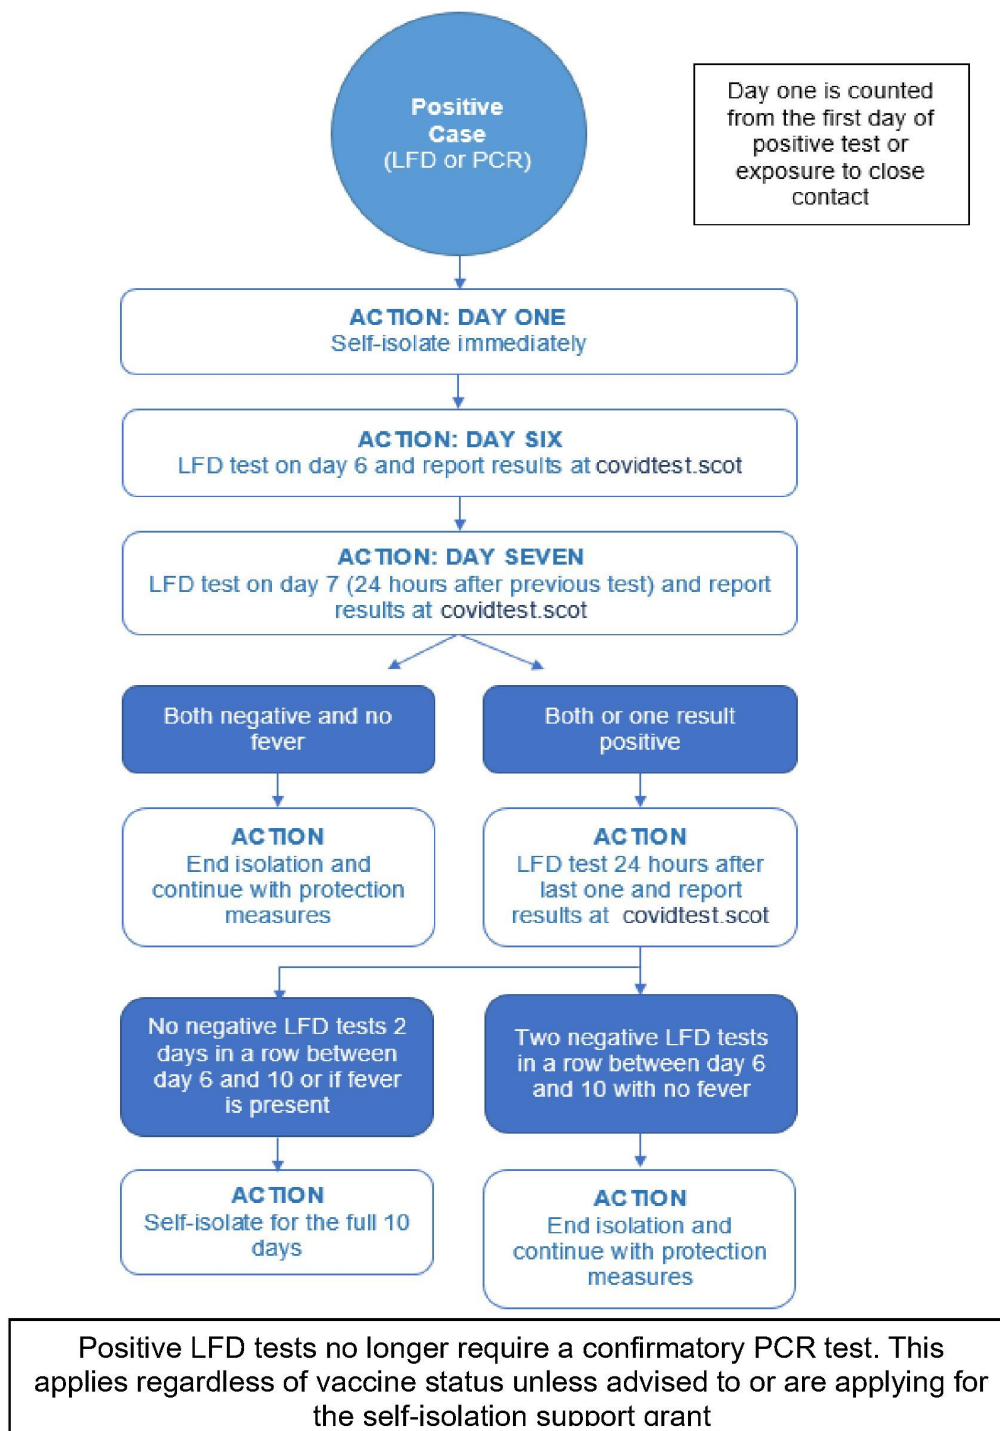 Positive
Case
(LFD or PCR)
Day one is counted
from the first day of
positive test or
exposure to close
contact
ACTION: DAY ONE
Self-isolate immediately
ACTION: DAY SIX
LFD test on day 6 and report results at covidtest.scot
ACTION: DAY SEVEN
LFD test on day 7 (24 hours after previous test) and report
results at covidtest.scot
Both negative and no
fever
Both or one result
positive
ACTION
End isolation and
continue with protection
measures
ACTION
LFD test 24 hours after
last one and report
results at covidtest.scot
No negative LFD tests 2
days in a row between
day 6 and 10 or if fever
is present
Two negative LFD tests
in a row between day 6
and 10 with no fever
ACTION
Self-isolate for the full 10
days
ACTION
End isolation and
continue with protection
measures
Positive LFD tests no longer require a confirmatory PCR test. This
applies regardless of vaccine status unless advised to or are applying for
the self-isolation support grant